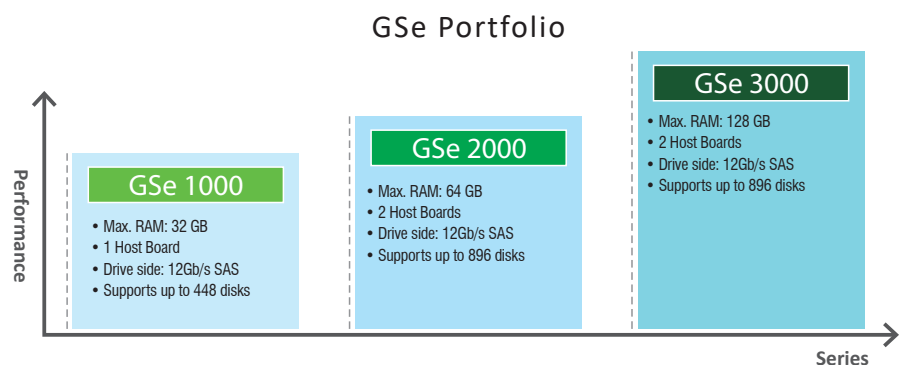 GSe Portfolio
Performance
GSe 1000
• Max. RAM: 32 GB
• 1 Host Board
• Drive side: 12Gb/s SAS
• Supports up to 448 disks
GSe 2000
• Max. RAM: 64 GB
• 2 Host Boards
• Drive side: 12Gb/s SAS
• Supports up to 896 disks
GSe 3000
• Max. RAM: 128 GB
• 2 Host Boards
• Drive side: 12Gb/s SAS
• Supports up to 896 disks
Series